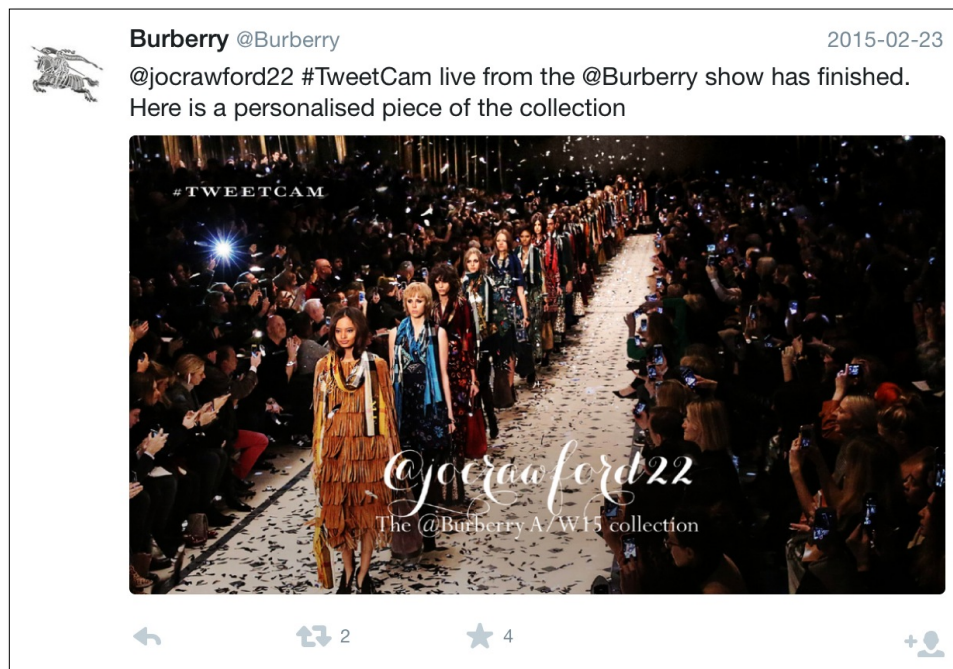 Burberry @Burberry 2015-02-23
@jocrawford22 #TweetCam live from the @Burberry show has finished.
Here is a personalised piece of the collection
#TWEETCAM
@jocrawford22
The @Burberry A/W15 collection
2 4